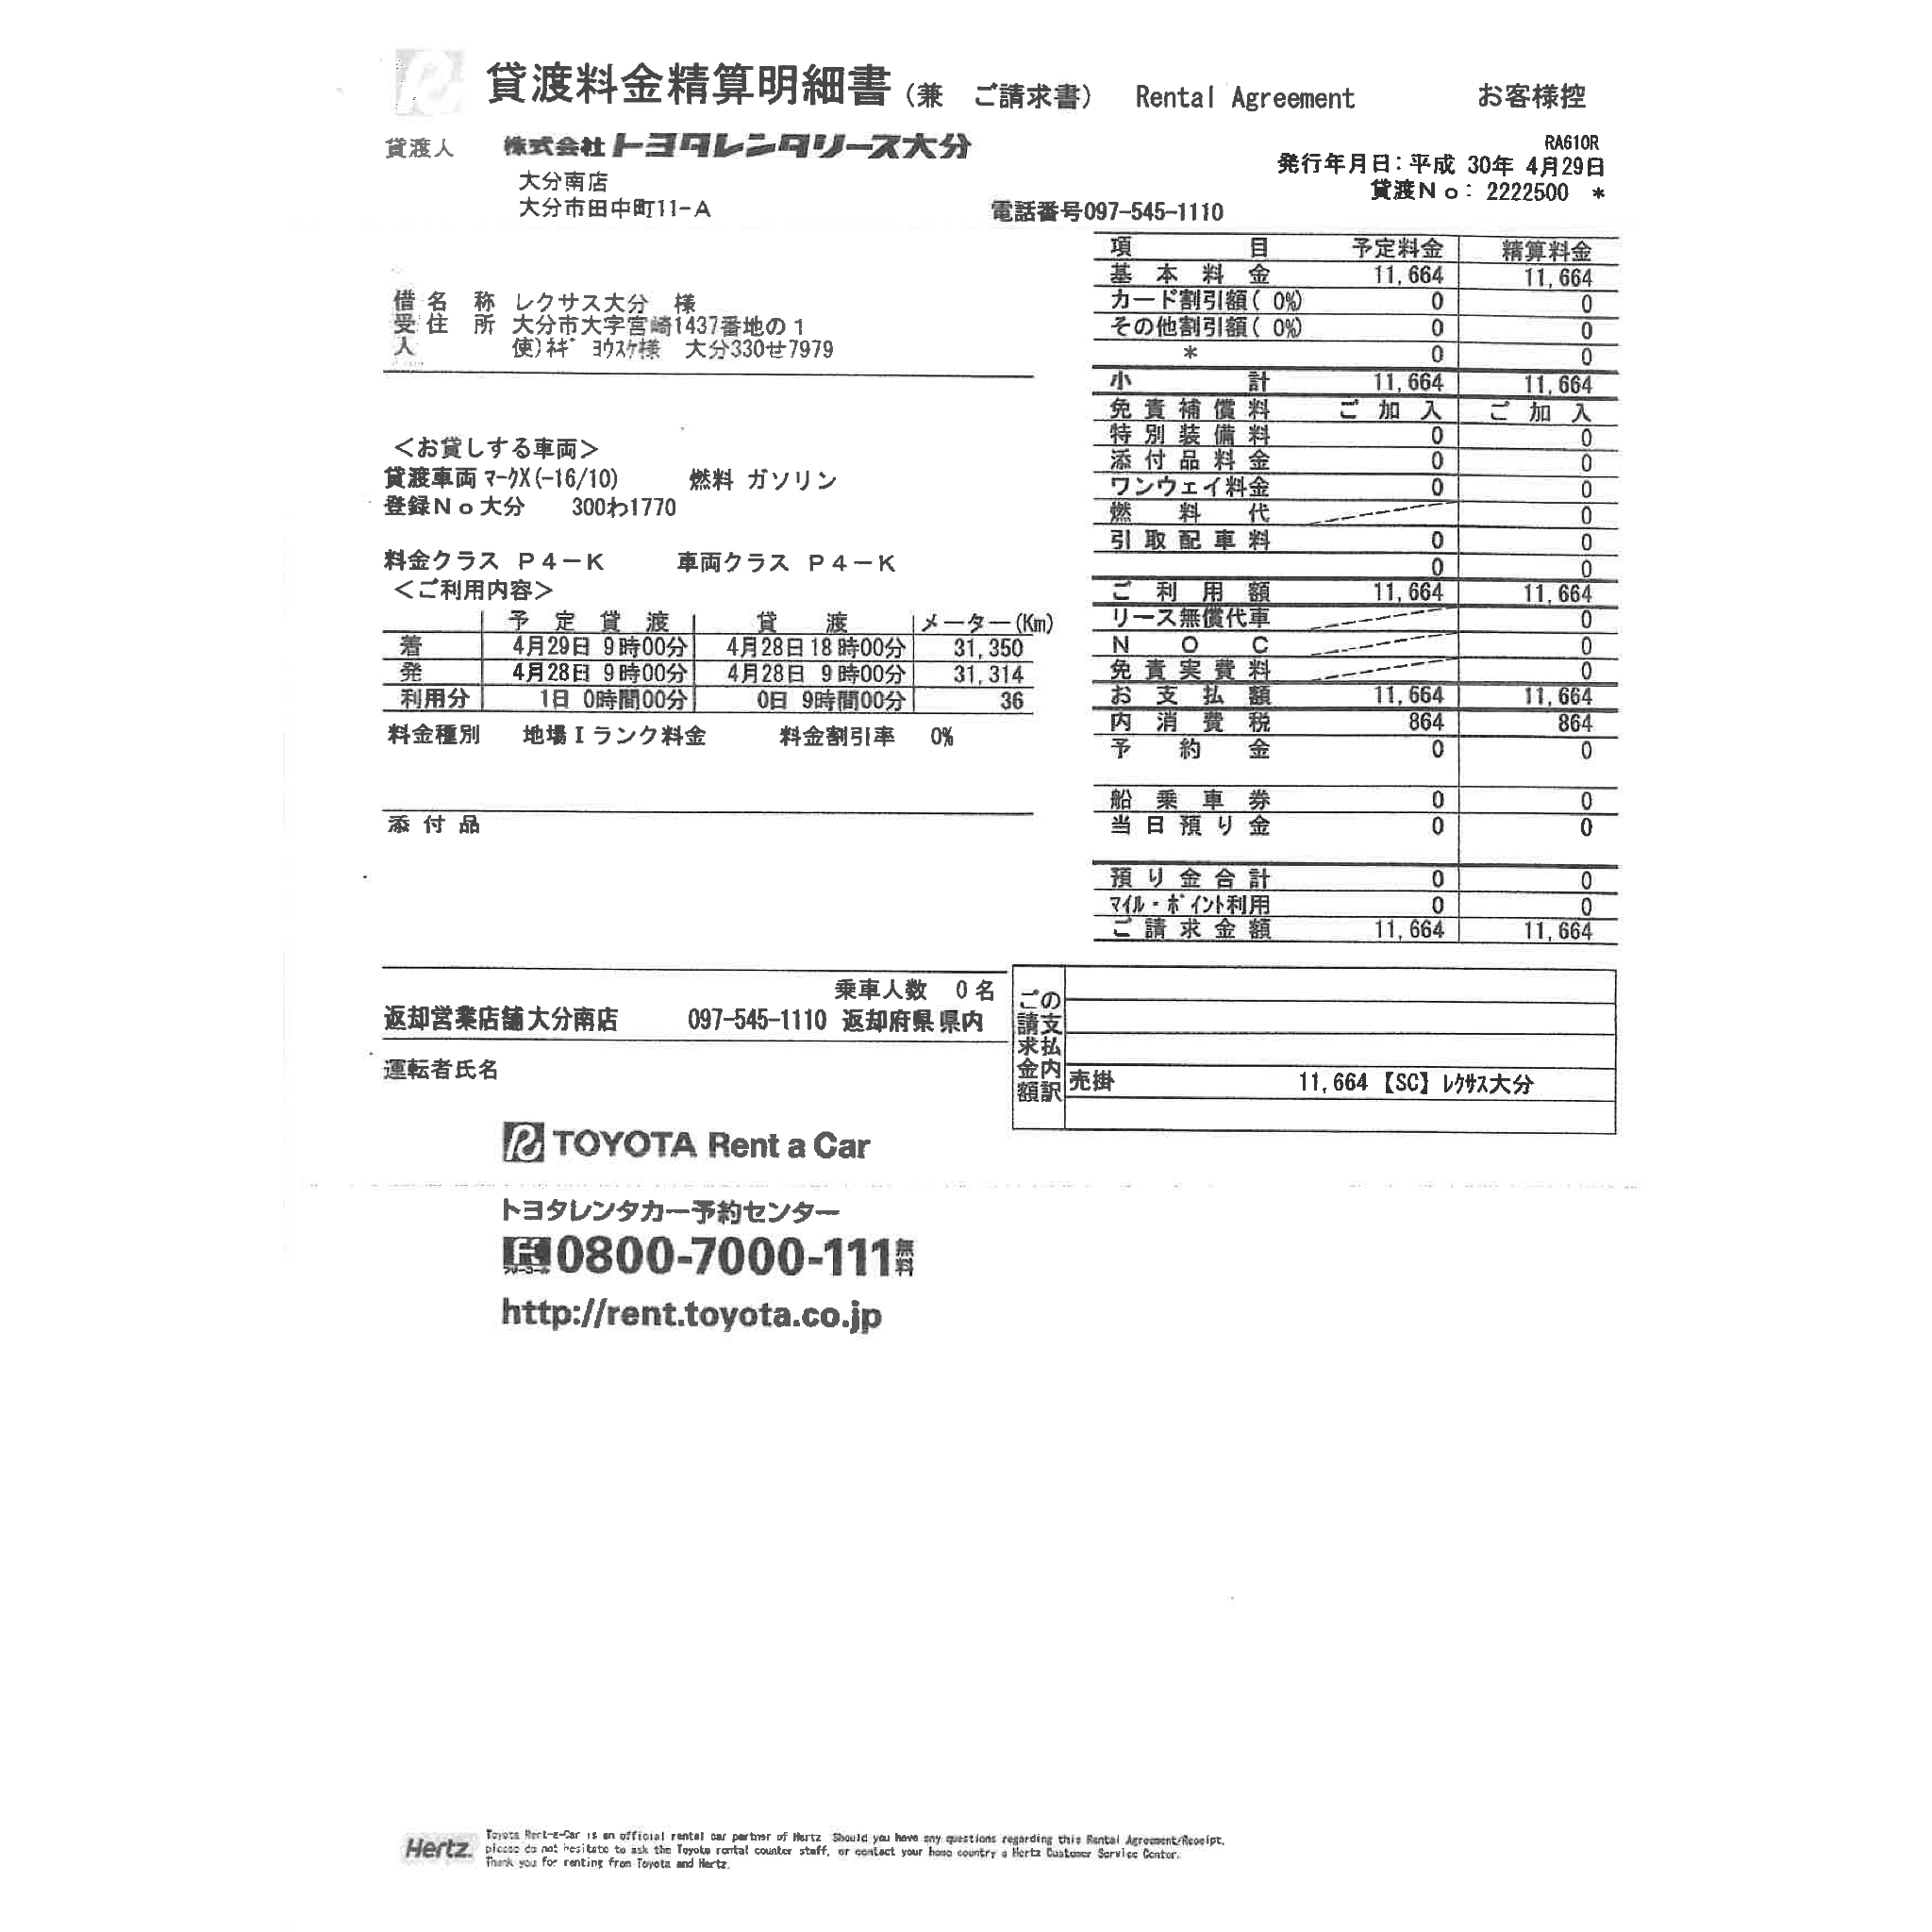 貸渡料金精算明細書 (兼 ご請求書) Rental Agreement お客様控
貸渡人 株式会社トヨタレンタリース大分
RA610R
発行年月日：平成 30年 4月29日
大分南店
貸渡No： 2222500 *
大分市田中町11-A 電話番号097-545-1110
借受人
名 称 レクサス大分 様
住 所 大分市大字宮崎1437番地の1
使)ﾈｷﾞ ﾖｳｽｹ様 大分330せ7979
＜お貸しする車両＞
貸渡車両 ﾏｰｸX(-16/10) 燃料 ガソリン
登録No 大分 300わ1770
料金クラス P4-K 車両クラス P4-K
＜ご利用内容＞
予定貸渡 貸渡 メーター(Km)
着 4月29日 9時00分 4月28日18時00分 31,350
発 4月28日 9時00分 4月28日 9時00分 31,314
利用分 1日 0時間00分 0日 9時間00分 36
料金種別 地場Iランク料金 料金割引率 0%
添付品
項目 予定料金 精算料金
基本料金 11,664 11,664
カード割引額( 0%) 0 0
その他割引額( 0%) 0 0
* 0 0
小計 11,664 11,664
免責補償料 ご加入 ご加入
特別装備料 0 0
添付品料金 0 0
ワンウェイ料金 0 0
燃料代 0
引取配車料 0 0
0 0
ご利用額 11,664 11,664
リース無償代車 0
NOC 0
免責実費料 0
お支払額 11,664 11,664
内消費税 864 864
予約金 0 0
船乗車券 0 0
当日預り金 0 0
預り金合計 0 0
ﾏｲﾙ・ﾎﾟｲﾝﾄ利用 0 0
ご請求金額 11,664 11,664
乗車人数 0名
返却営業店舗 大分南店 097-545-1110 返却府県 県内
運転者氏名
ご請求金額の支払内訳
売掛 11,664 【SC】ﾚｸｻｽ大分
TOYOTA Rent a Car
トヨタレンタカー予約センター
フリーコール 0800-7000-111 無料
http://rent.toyota.co.jp
Hertz.
Toyota Rent-a-Car is an official rental car partner of Hertz Should you have any questions regarding this Rental Agreement/Receipt,
please do not hesitate to ask the Toyota rental counter staff, or contact your home country s Hertz Customer Service Center.
Thank you for renting from Toyota and Hertz.